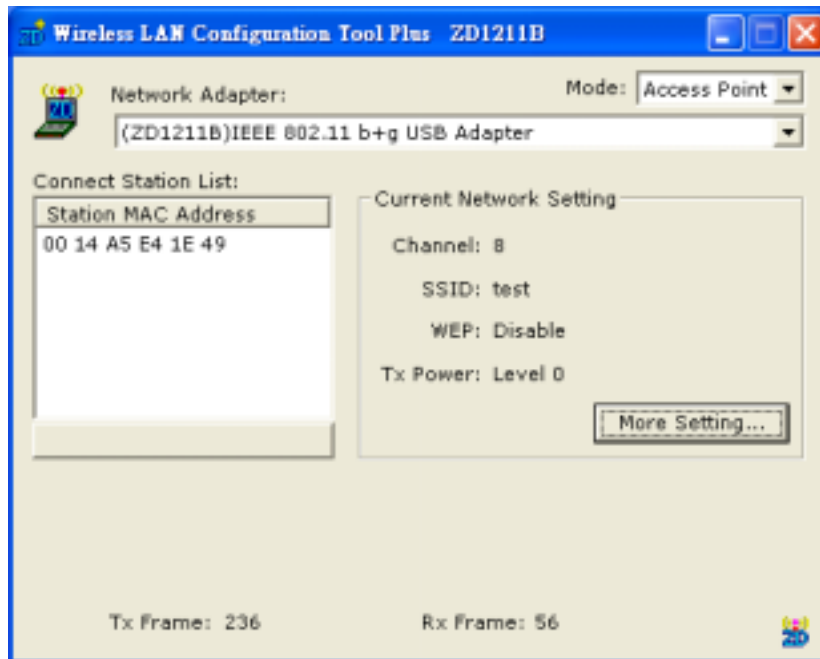 Wireless LAN Configuration Tool Plus ZD1211B
Mode: Access Point
Network Adapter:
(ZD1211B)IEEE 802.11 b+g USB Adapter
Connect Station List:
Station MAC Address
00 14 A5 E4 1E 49
Current Network Setting
Channel: 8
SSID: test
WEP: Disable
Tx Power: Level 0
More Setting...
Tx Frame: 236
Rx Frame: 56
ZD